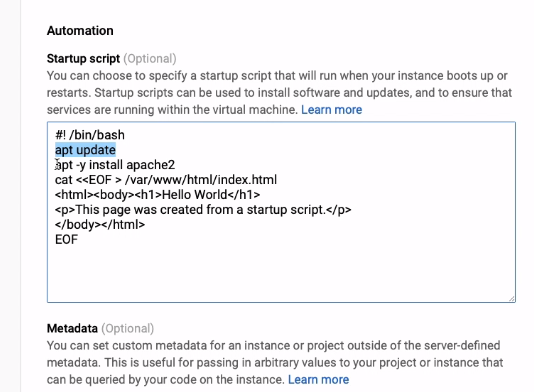 Automation
Startup script (Optional)
You can choose to specify a startup script that will run when your instance boots up or
restarts. Startup scripts can be used to install software and updates, and to ensure that
services are running within the virtual machine. Learn more
#! /bin/bash
apt update
apt -y install apache2
cat <<EOF > /var/www/html/index.html
<html><body><h1>Hello World</h1>
<p>This page was created from a startup script.</p>
</body></html>
EOF
Metadata (Optional)
You can set custom metadata for an instance or project outside of the server-defined
metadata. This is useful for passing in arbitrary values to your project or instance that
can be queried by your code on the instance. Learn more